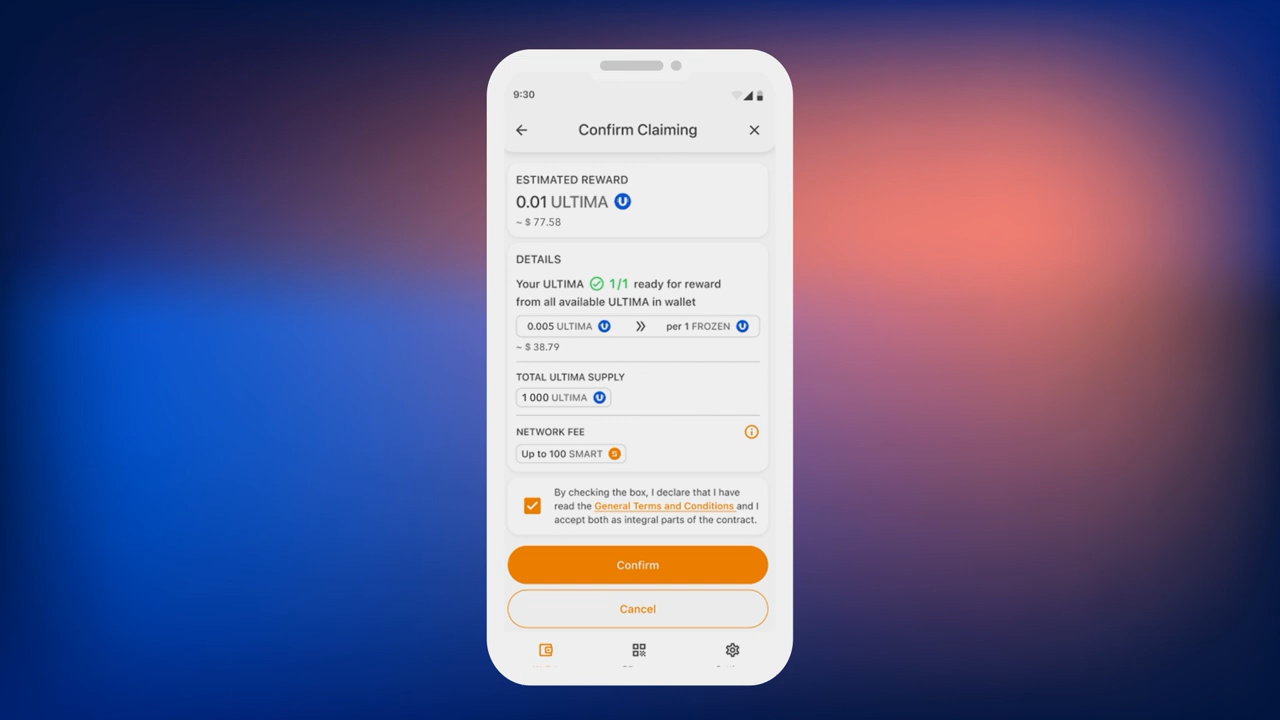 9:30
Confirm Claiming
ESTIMATED REWARD
0.01 ULTIMA
~ $ 77.58
DETAILS
Your ULTIMA 1/1 ready for reward
from all available ULTIMA in wallet
0.005 ULTIMA per 1 FROZEN
~ $ 38.79
TOTAL ULTIMA SUPPLY
1 000 ULTIMA
NETWORK FEE
Up to 100 SMART
By checking the box, I declare that I have
read the General Terms and Conditions and I
accept both as integral parts of the contract.
Confirm
Cancel